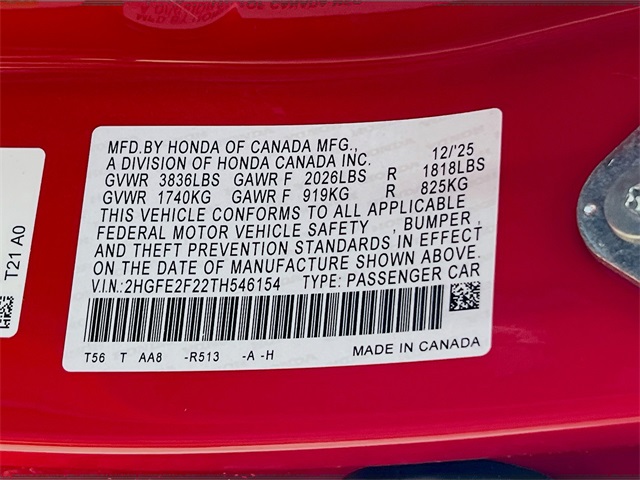 MFD.BY HONDA OF CANADA MFG., 12/'25
A DIVISION OF HONDA CANADA INC.
GVWR 3836LBS GAWR F 2026LBS R 1818LBS
GVWR 1740KG GAWR F 919KG R 825KG
THIS VEHICLE CONFORMS TO ALL APPLICABLE
FEDERAL MOTOR VEHICLE SAFETY , BUMPER ,
AND THEFT PREVENTION STANDARDS IN EFFECT
ON THE DATE OF MANUFACTURE SHOWN ABOVE.
V.I.N.:2HGFE2F22TH546154 TYPE: PASSENGER CAR
T56 T AA8 -R513 -A -H MADE IN CANADA
T21 A0